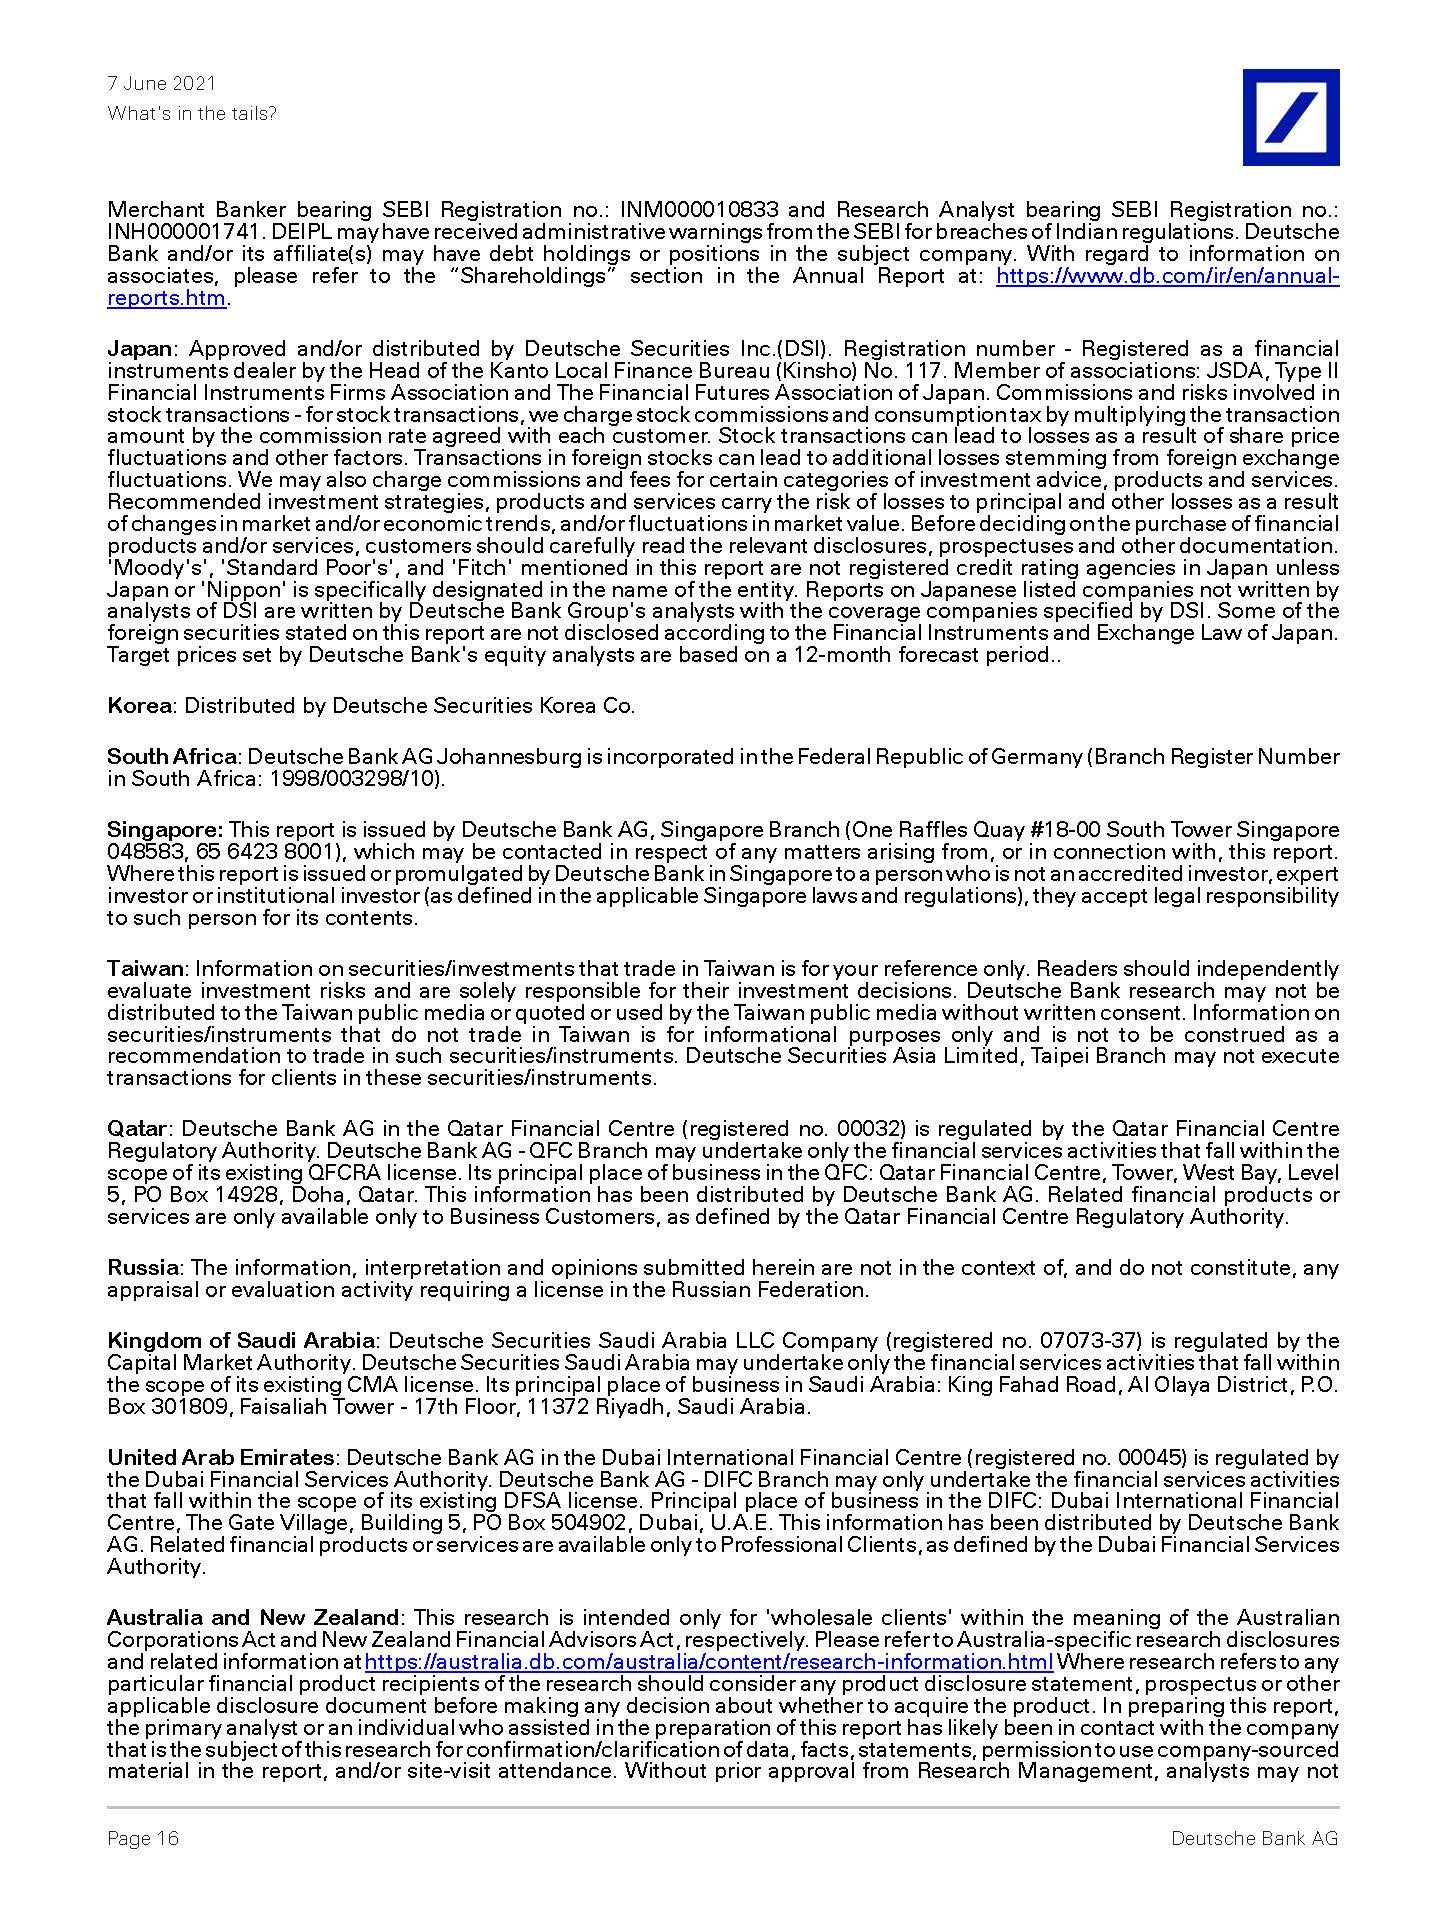 7 June 2021
What's in the tails?
Merchant Banker bearing SEBI Registration no.: INM000010833 and Research Analyst bearing SEBI Registration no.:
INH000001741. DEIPL may have received administrative warnings from the SEBI for breaches of Indian regulations. Deutsche
Bank and/or its affiliate(s) may have debt holdings or positions in the subject company. With regard to information on
associates, please refer to the “Shareholdings” section in the Annual Report at: https://www.db.com/ir/en/annual-
reports.htm.
Japan: Approved and/or distributed by Deutsche Securities Inc.(DSI). Registration number - Registered as a financial
instruments dealer by the Head of the Kanto Local Finance Bureau (Kinsho) No. 117. Member of associations: JSDA, Type II
Financial Instruments Firms Association and The Financial Futures Association of Japan. Commissions and risks involved in
stock transactions - for stock transactions, we charge stock commissions and consumption tax by multiplying the transaction
amount by the commission rate agreed with each customer. Stock transactions can lead to losses as a result of share price
fluctuations and other factors. Transactions in foreign stocks can lead to additional losses stemming from foreign exchange
fluctuations. We may also charge commissions and fees for certain categories of investment advice, products and services.
Recommended investment strategies, products and services carry the risk of losses to principal and other losses as a result
of changes in market and/or economic trends, and/or fluctuations in market value. Before deciding on the purchase of financial
products and/or services, customers should carefully read the relevant disclosures, prospectuses and other documentation.
'Moody's', 'Standard Poor's', and 'Fitch' mentioned in this report are not registered credit rating agencies in Japan unless
Japan or 'Nippon' is specifically designated in the name of the entity. Reports on Japanese listed companies not written by
analysts of DSI are written by Deutsche Bank Group's analysts with the coverage companies specified by DSI. Some of the
foreign securities stated on this report are not disclosed according to the Financial Instruments and Exchange Law of Japan.
Target prices set by Deutsche Bank's equity analysts are based on a 12-month forecast period..
Korea: Distributed by Deutsche Securities Korea Co.
South Africa: Deutsche Bank AG Johannesburg is incorporated in the Federal Republic of Germany (Branch Register Number
in South Africa: 1998/003298/10).
Singapore: This report is issued by Deutsche Bank AG, Singapore Branch (One Raffles Quay #18-00 South Tower Singapore
048583, 65 6423 8001), which may be contacted in respect of any matters arising from, or in connection with, this report.
Where this report is issued or promulgated by Deutsche Bank in Singapore to a person who is not an accredited investor, expert
investor or institutional investor (as defined in the applicable Singapore laws and regulations), they accept legal responsibility
to such person for its contents.
Taiwan: Information on securities/investments that trade in Taiwan is for your reference only. Readers should independently
evaluate investment risks and are solely responsible for their investment decisions. Deutsche Bank research may not be
distributed to the Taiwan public media or quoted or used by the Taiwan public media without written consent. Information on
securities/instruments that do not trade in Taiwan is for informational purposes only and is not to be construed as a
recommendation to trade in such securities/instruments. Deutsche Securities Asia Limited, Taipei Branch may not execute
transactions for clients in these securities/instruments.
Qatar: Deutsche Bank AG in the Qatar Financial Centre (registered no. 00032) is regulated by the Qatar Financial Centre
Regulatory Authority. Deutsche Bank AG - QFC Branch may undertake only the financial services activities that fall within the
scope of its existing QFCRA license. Its principal place of business in the QFC: Qatar Financial Centre, Tower, West Bay, Level
5, PO Box 14928, Doha, Qatar. This information has been distributed by Deutsche Bank AG. Related financial products or
services are only available only to Business Customers, as defined by the Qatar Financial Centre Regulatory Authority.
Russia: The information, interpretation and opinions submitted herein are not in the context of, and do not constitute, any
appraisal or evaluation activity requiring a license in the Russian Federation.
Kingdom of Saudi Arabia: Deutsche Securities Saudi Arabia LLC Company (registered no. 07073-37) is regulated by the
Capital Market Authority. Deutsche Securities Saudi Arabia may undertake only the financial services activities that fall within
the scope of its existing CMA license. Its principal place of business in Saudi Arabia: King Fahad Road, Al Olaya District, P.O.
Box 301809, Faisaliah Tower - 17th Floor, 11372 Riyadh, Saudi Arabia.
United Arab Emirates: Deutsche Bank AG in the Dubai International Financial Centre (registered no. 00045) is regulated by
the Dubai Financial Services Authority. Deutsche Bank AG - DIFC Branch may only undertake the financial services activities
that fall within the scope of its existing DFSA license. Principal place of business in the DIFC: Dubai International Financial
Centre, The Gate Village, Building 5, PO Box 504902, Dubai, U.A.E. This information has been distributed by Deutsche Bank
AG. Related financial products or services are available only to Professional Clients, as defined by the Dubai Financial Services
Authority.
Australia and New Zealand: This research is intended only for 'wholesale clients' within the meaning of the Australian
Corporations Act and New Zealand Financial Advisors Act, respectively. Please refer to Australia-specific research disclosures
and related information at https://australia.db.com/australia/content/research-information.html Where research refers to any
particular financial product recipients of the research should consider any product disclosure statement, prospectus or other
applicable disclosure document before making any decision about whether to acquire the product. In preparing this report,
the primary analyst or an individual who assisted in the preparation of this report has likely been in contact with the company
that is the subject of this research for confirmation/clarification of data, facts, statements, permission to use company-sourced
material in the report, and/or site-visit attendance. Without prior approval from Research Management, analysts may not
Page 16
Deutsche Bank AG